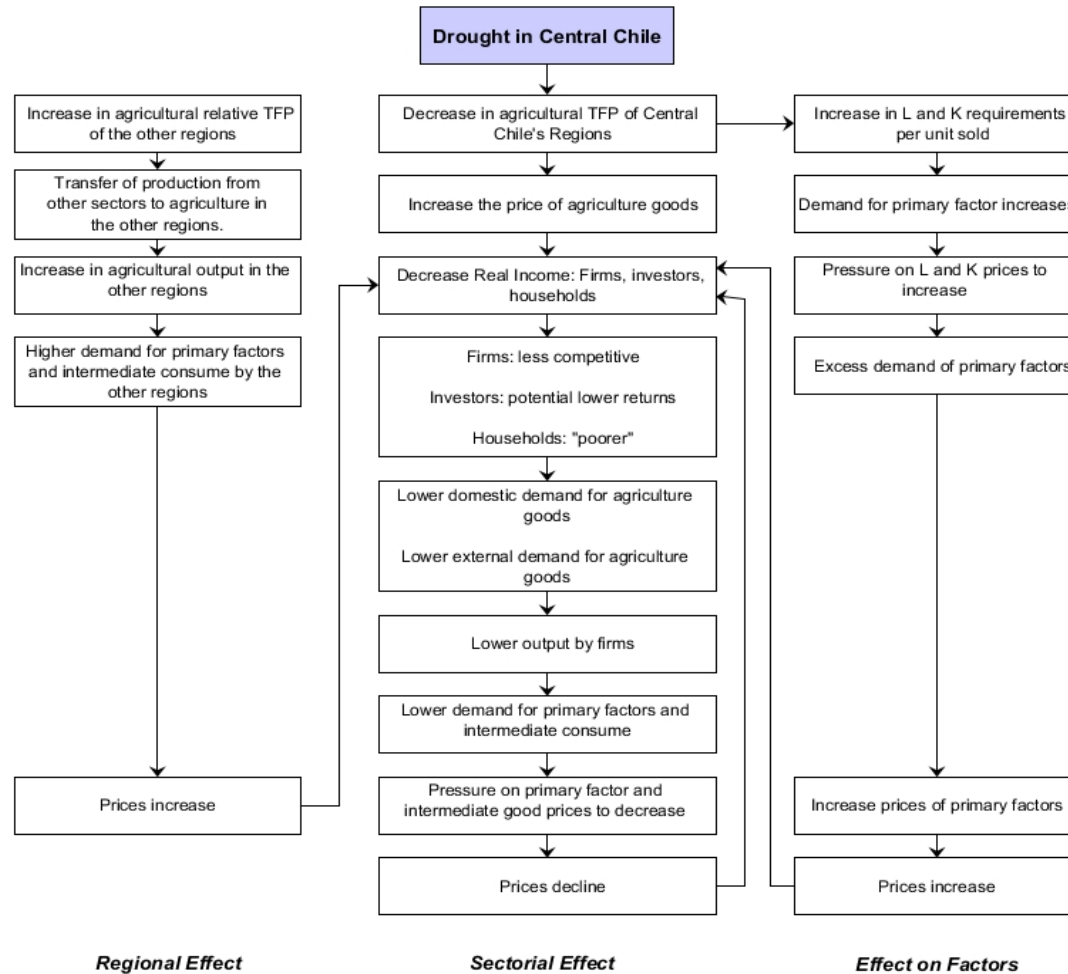 Drought in Central Chile
Increase in agricultural relative TFP
of the other regions
Transfer of production from
other sectors to agriculture in
the other regions.
Increase in agricultural output in the
other regions
Higher demand for primary factors
and intermediate consume by the
other regions
Prices increase
Regional Effect
Decrease in agricultural TFP of Central
Chile's Regions
Increase the price of agriculture goods
Decrease Real Income: Firms, investors,
households
Firms: less competitive
Investors: potential lower returns
Households: "poorer"
Lower domestic demand for agriculture
goods
Lower external demand for agriculture
goods
Lower output by firms
Lower demand for primary factors and
intermediate consume
Pressure on primary factor and
intermediate good prices to decrease
Prices decline
Sectorial Effect
Increase in L and K requirements
per unit sold
Demand for primary factor increases
Pressure on L and K prices to
increase
Excess demand of primary factors
Increase prices of primary factors
Prices increase
Effect on Factors